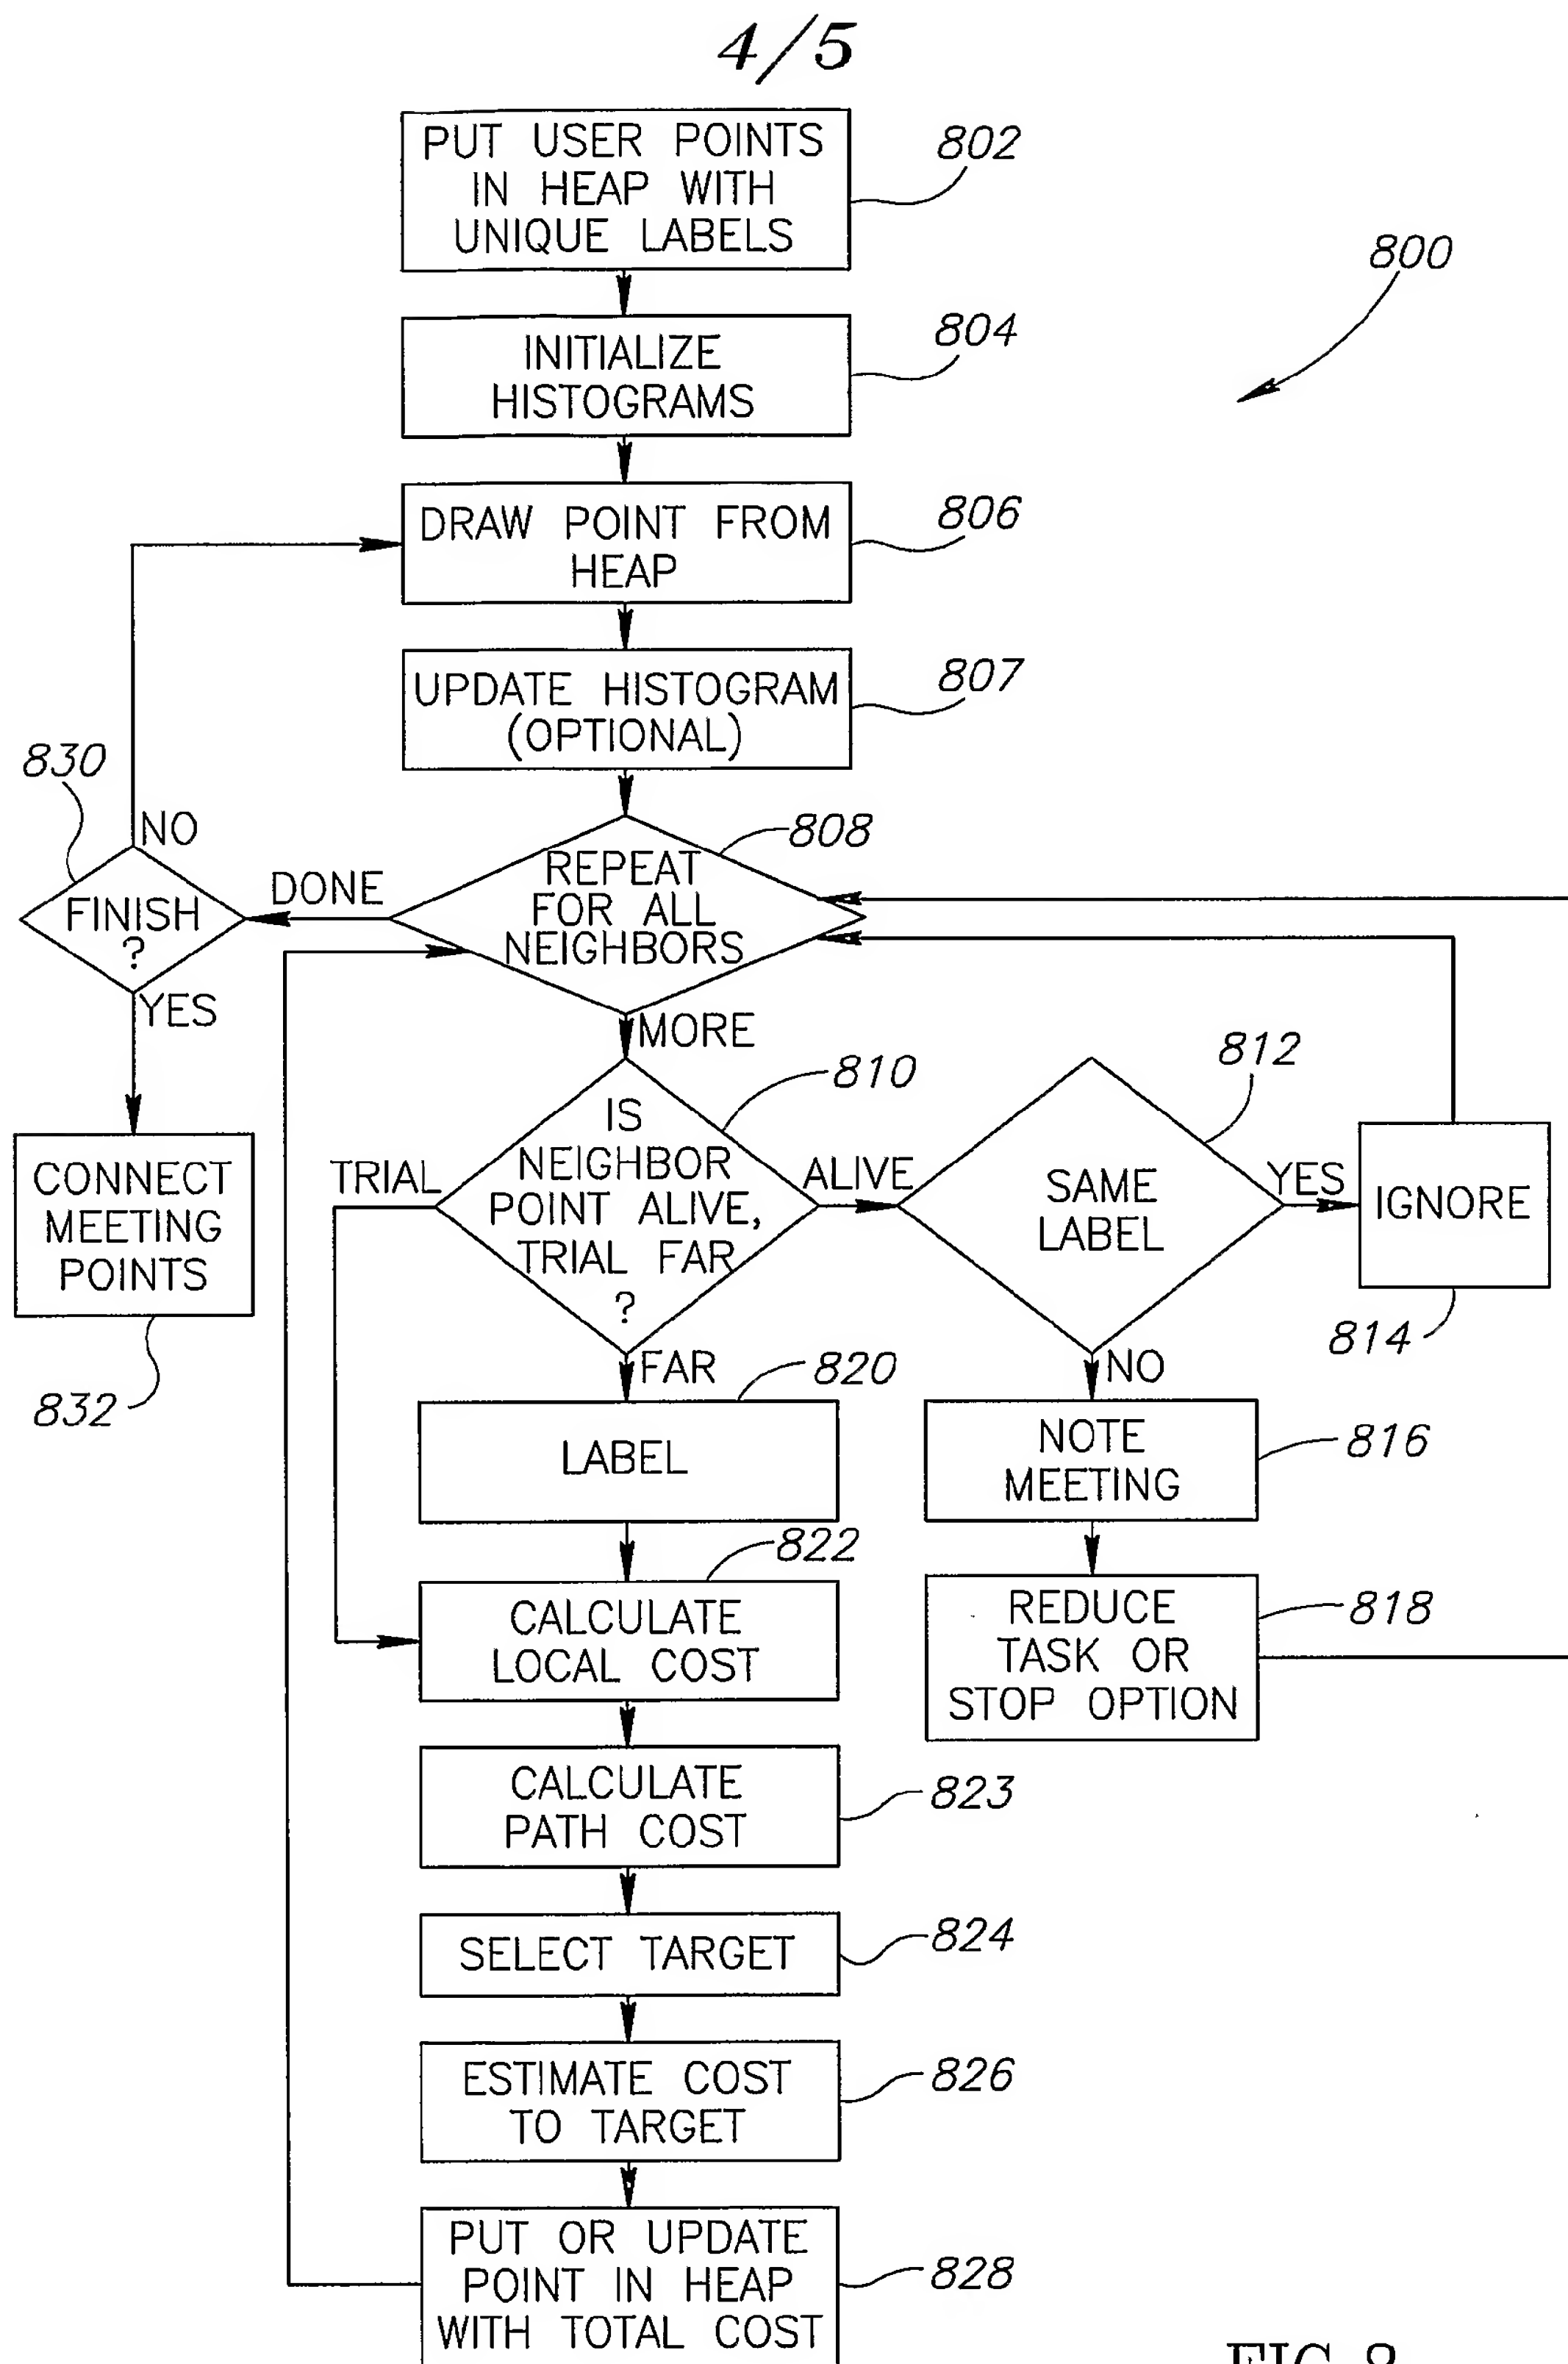 4/5
PUT USER POINTS
IN HEAP WITH
UNIQUE LABELS
802
800
INITIALIZE
HISTOGRAMS
804
DRAW POINT FROM
HEAP
806
UPDATE HISTOGRAM
(OPTIONAL)
807
830
NO
FINISH
?
YES
DONE
REPEAT
FOR ALL
NEIGHBORS
808
MORE
CONNECT
MEETING
POINTS
832
TRIAL
IS
NEIGHBOR
POINT ALIVE,
TRIAL FAR
?
810
ALIVE
SAME
LABEL
812
YES
IGNORE
814
FAR
NO
LABEL
820
NOTE
MEETING
816
CALCULATE
LOCAL COST
822
REDUCE
TASK OR
STOP OPTION
818
CALCULATE
PATH COST
823
SELECT TARGET
824
ESTIMATE COST
TO TARGET
826
PUT OR UPDATE
POINT IN HEAP
WITH TOTAL COST
828
FIG. 8